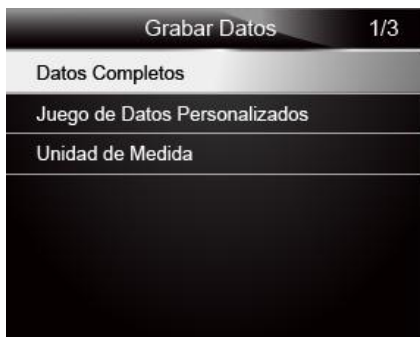 Grabar Datos 1/3
Datos Completos
Juego de Datos Personalizados
Unidad de Medida